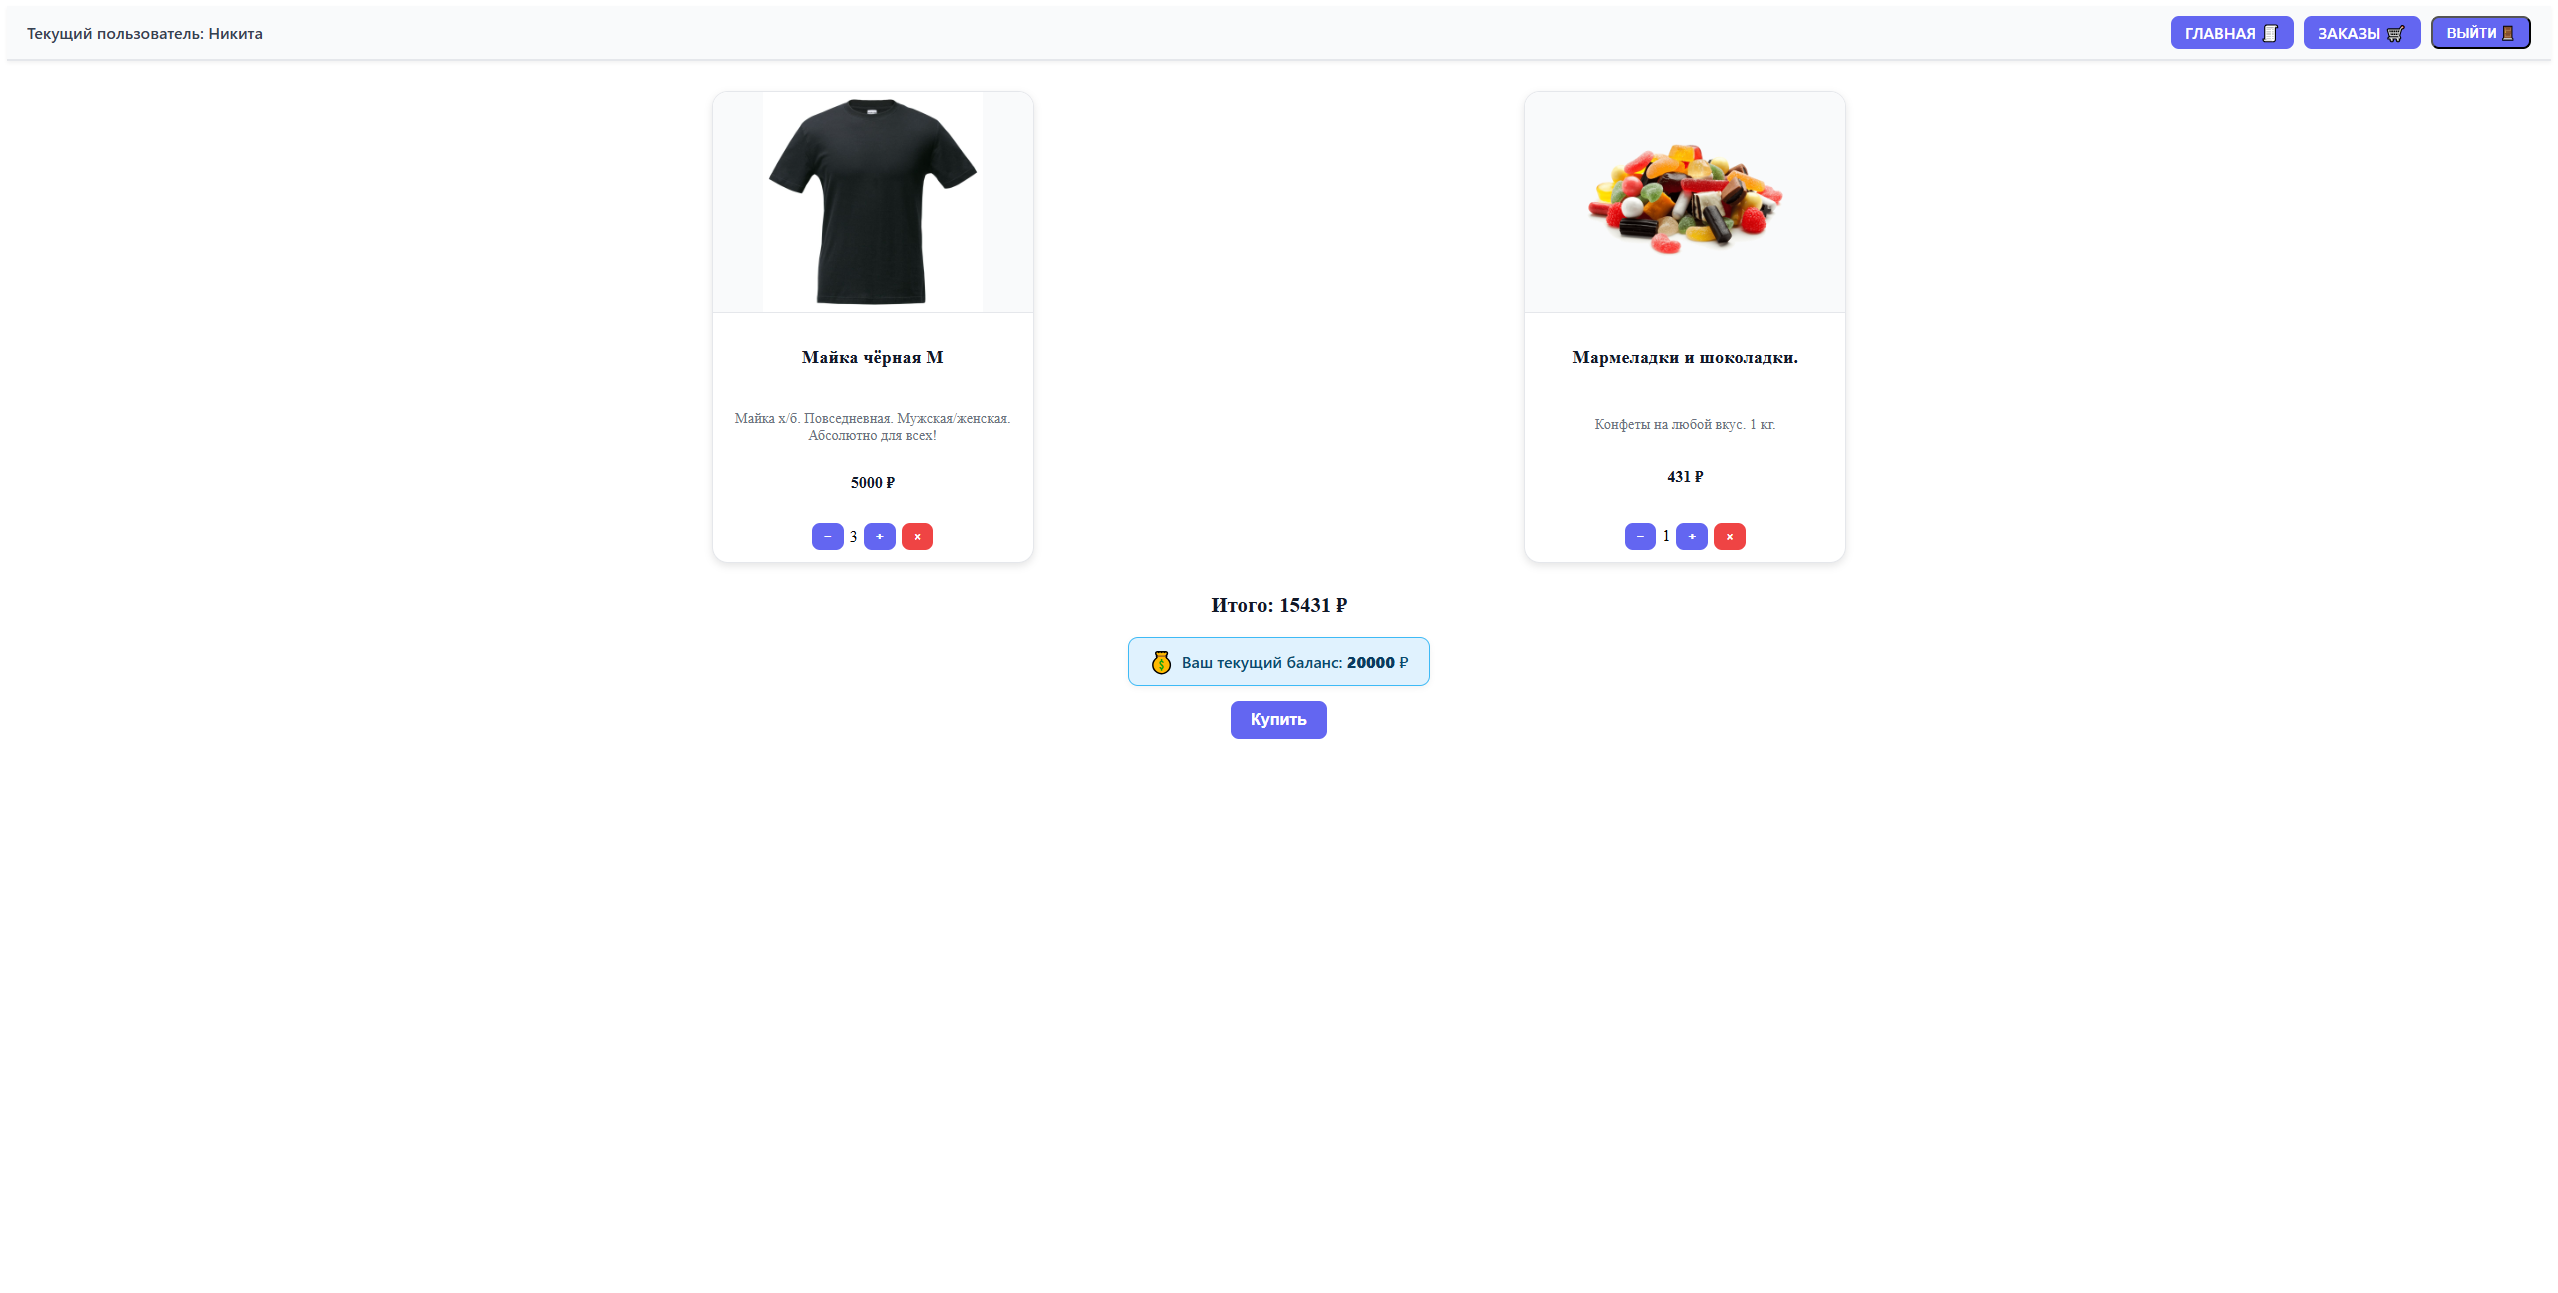 Текущий пользователь: Никита
ГЛАВНАЯ
ЗАКАЗЫ
ВЫЙТИ
Майка чёрная М
Майка х/б. Повседневная. Мужская/женская.
Абсолютно для всех!
5000 ₽
− 3 + ×
Мармеладки и шоколадки.
Конфеты на любой вкус. 1 кг.
431 ₽
− 1 + ×
Итого: 15431 ₽
Ваш текущий баланс: 20000 ₽
Купить